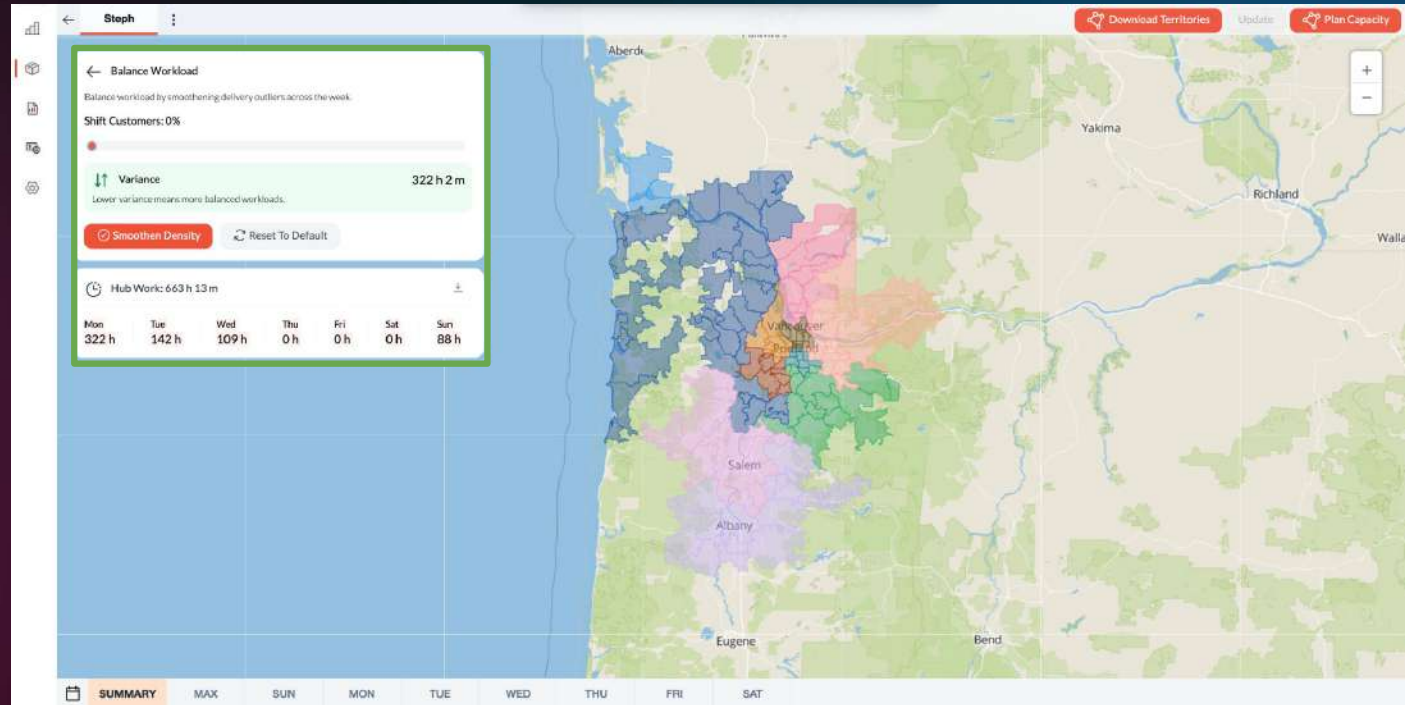 Steph
Download Territories
Update
Plan Capacity
Balance Workload
Balance workload by smoothening delivery outliers across the week.
Shift Customers: 0%
Variance
322 h 2 m
Lower variance means more balanced workloads.
Smoothen Density
Reset To Default
Hub Work: 663 h 13 m
Mon Tue Wed Thu Fri Sat Sun
322 h 142 h 109 h 0 h 0 h 0 h 88 h
Aberd
+
−
Yakima
Richland
Walla
Vancouver
Portland
Salem
Albany
Eugene
Bend
SUMMARY MAX SUN MON TUE WED THU FRI SAT